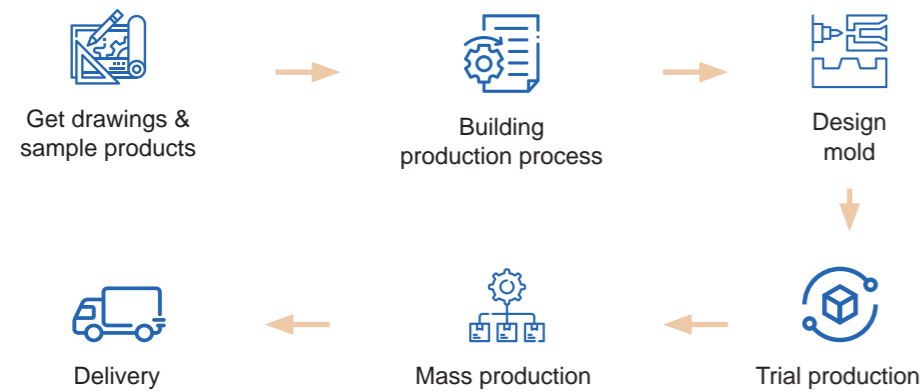 Get drawings &
sample products
Building
production process
Design
mold
Trial production
Mass production
Delivery